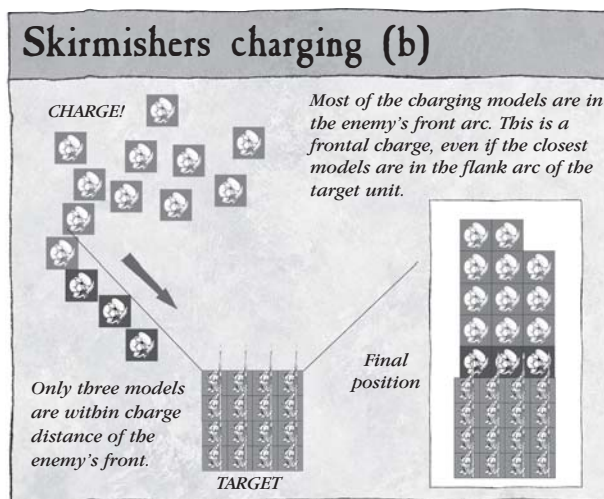 Skirmishers charging (b)
CHARGE!
Most of the charging models are in
the enemy's front arc. This is a
frontal charge, even if the closest
models are in the flank arc of the
target unit.
Only three models
are within charge
distance of the
enemy's front.
TARGET
Final
position